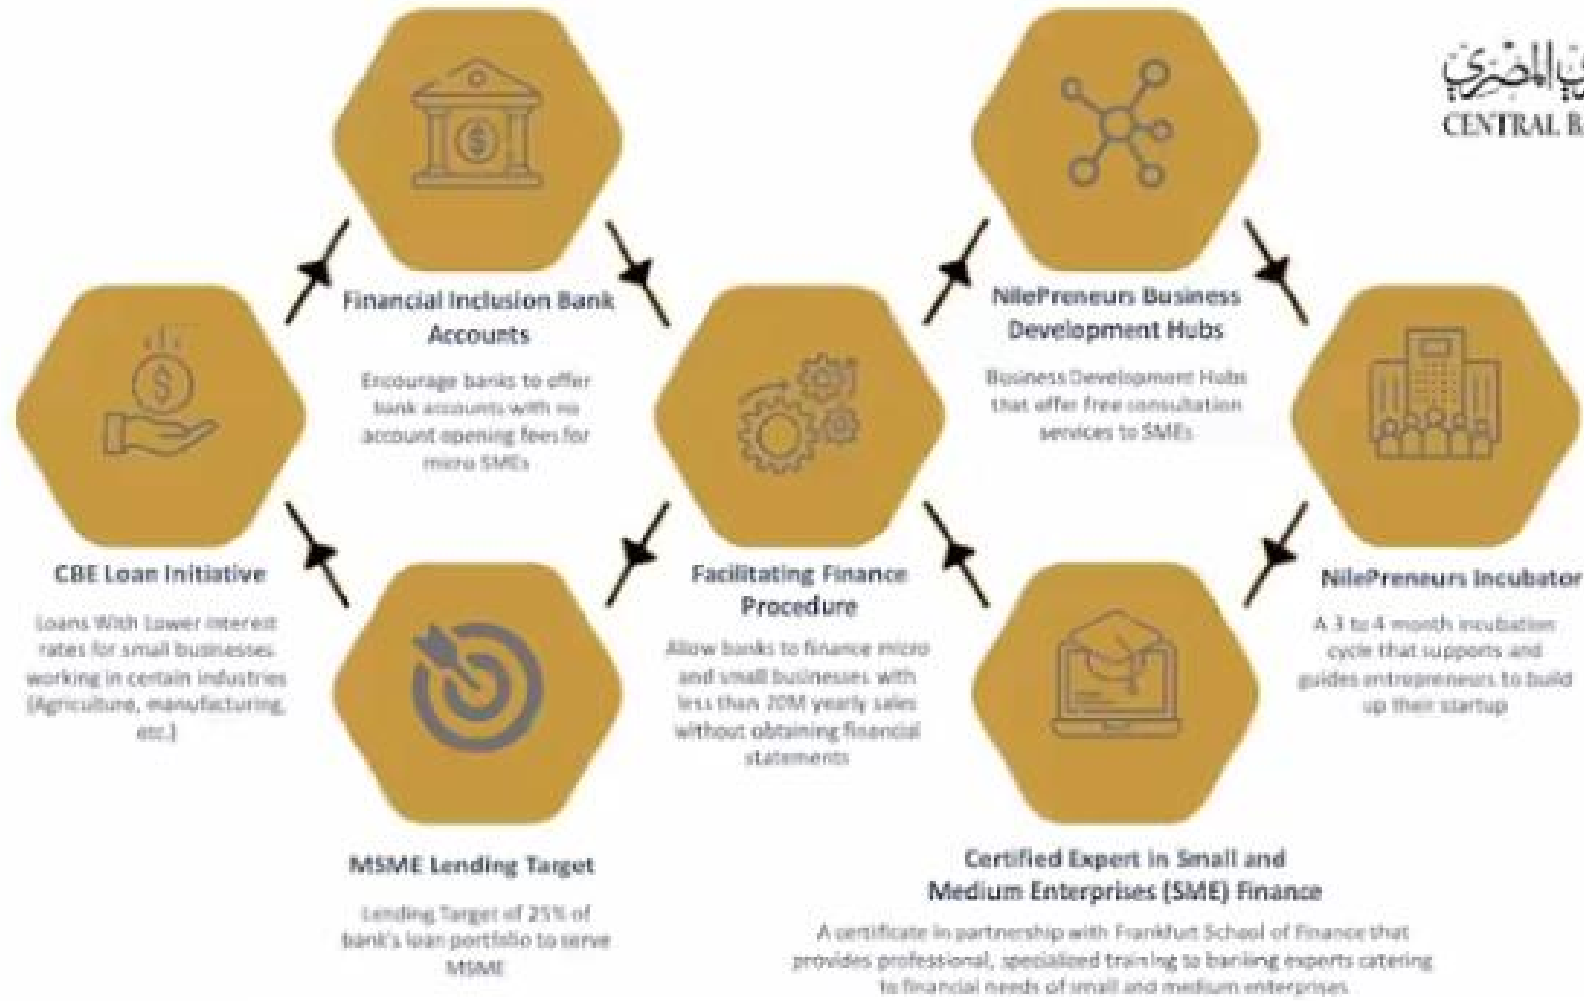 المصري
CENTRAL
Financial Inclusion Bank
Accounts
Encourage banks to offer
bank accounts with no
account opening fees for
micro SMEs
NilePreneurs Business
Development Hubs
Business Development Hubs
that offer free consultation
services to SMEs
CBE Loan Initiative
Loans With Lower interest
rates for small businesses
working in certain industries
(Agriculture, manufacturing,
etc.)
Facilitating Finance
Procedure
Allow banks to finance micro
and small businesses with
less than 20M yearly sales
without obtaining financial
statements
NilePreneurs Incubator
A 3 to 4 month incubation
cycle that supports and
guides entrepreneurs to build
up their startup
MSME Lending Target
Lending Target of 25% of
bank's loan portfolio to serve
MSME
Certified Expert in Small and
Medium Enterprises (SME) Finance
A certificate in partnership with Frankfurt School of Finance that
provides professional, specialized training to banking experts catering
to financial needs of small and medium enterprises